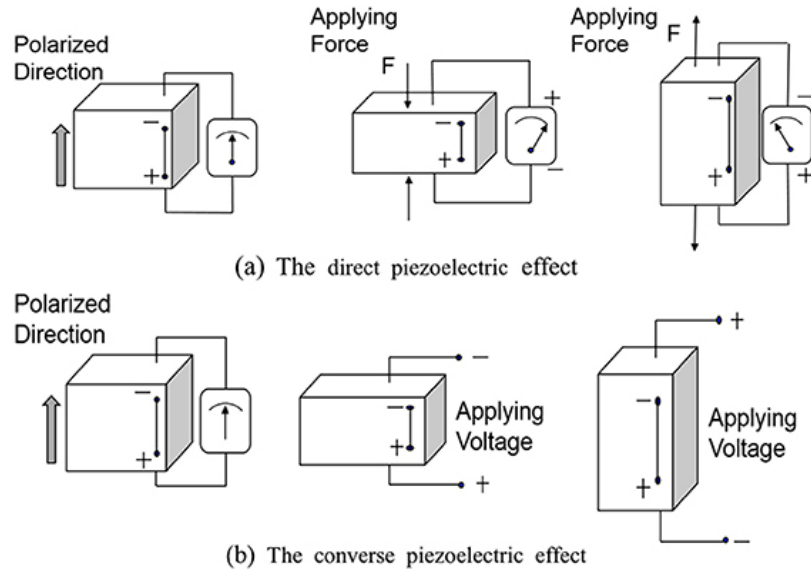 Polarized
Direction
−
+
Applying
Force
F
−
+
+
−
Applying
Force
F
−
+
−
+
(a) The direct piezoelectric effect
Polarized
Direction
−
+
−
+
−
+
Applying
Voltage
−
+
+
−
Applying
Voltage
(b) The converse piezoelectric effect